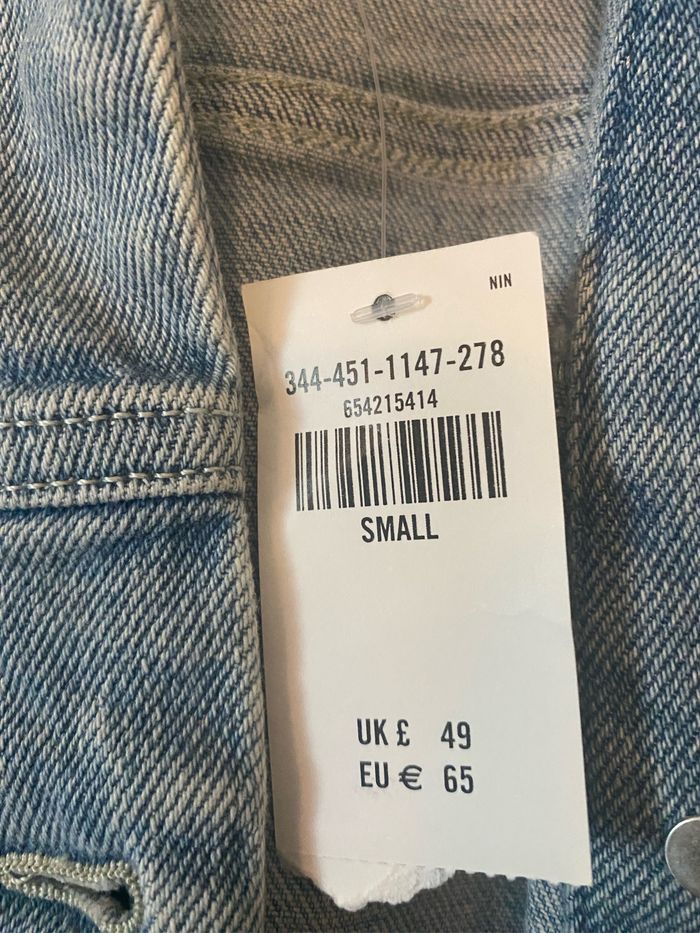 NIN
344-451-1147-278
654215414
SMALL
UK £ 49
EU € 65